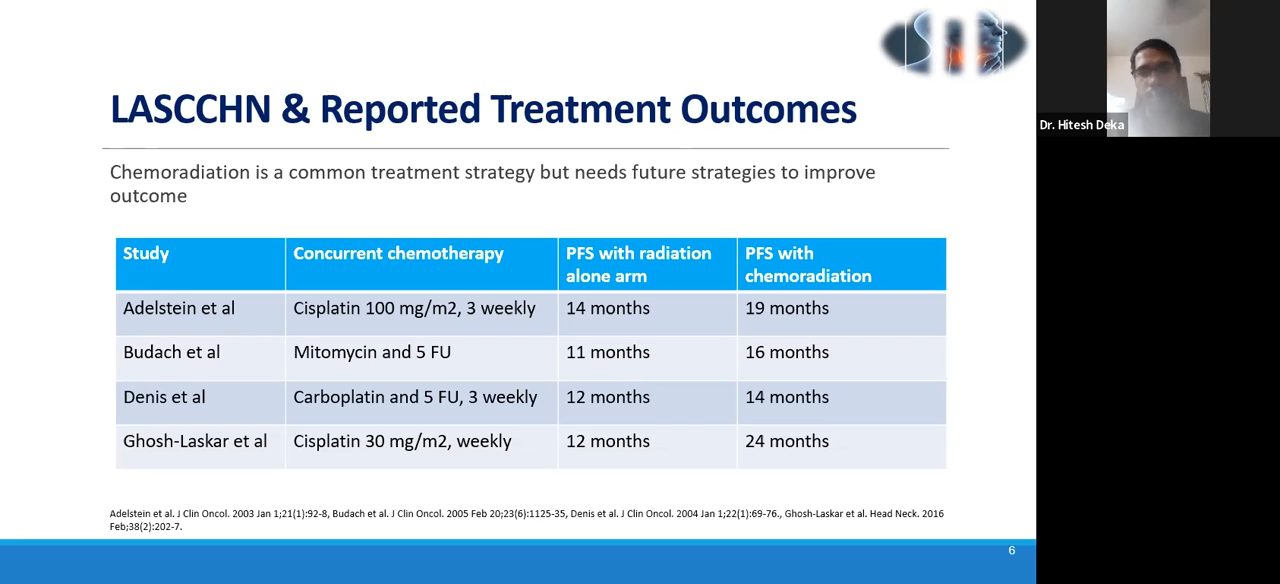 LASCCHN & Reported Treatment Outcomes
Chemoradiation is a common treatment strategy but needs future strategies to improve
outcome
Study
Concurrent chemotherapy
PFS with radiation
alone arm
PFS with
chemoradiation
Adelstein et al
Cisplatin 100 mg/m2, 3 weekly
14 months
19 months
Budach et al
Mitomycin and 5 FU
11 months
16 months
Denis et al
Carboplatin and 5 FU, 3 weekly
12 months
14 months
Ghosh-Laskar et al
Cisplatin 30 mg/m2, weekly
12 months
24 months
Adelstein et al. J Clin Oncol. 2003 Jan 1;21(1):92-8, Budach et al. J Clin Oncol. 2005 Feb 20;23(6):1125-35, Denis et al. J Clin Oncol. 2004 Jan 1;22(1):69-76., Ghosh-Laskar et al. Head Neck. 2016
Feb;38(2):202-7.
6
Dr. Hitesh Deka